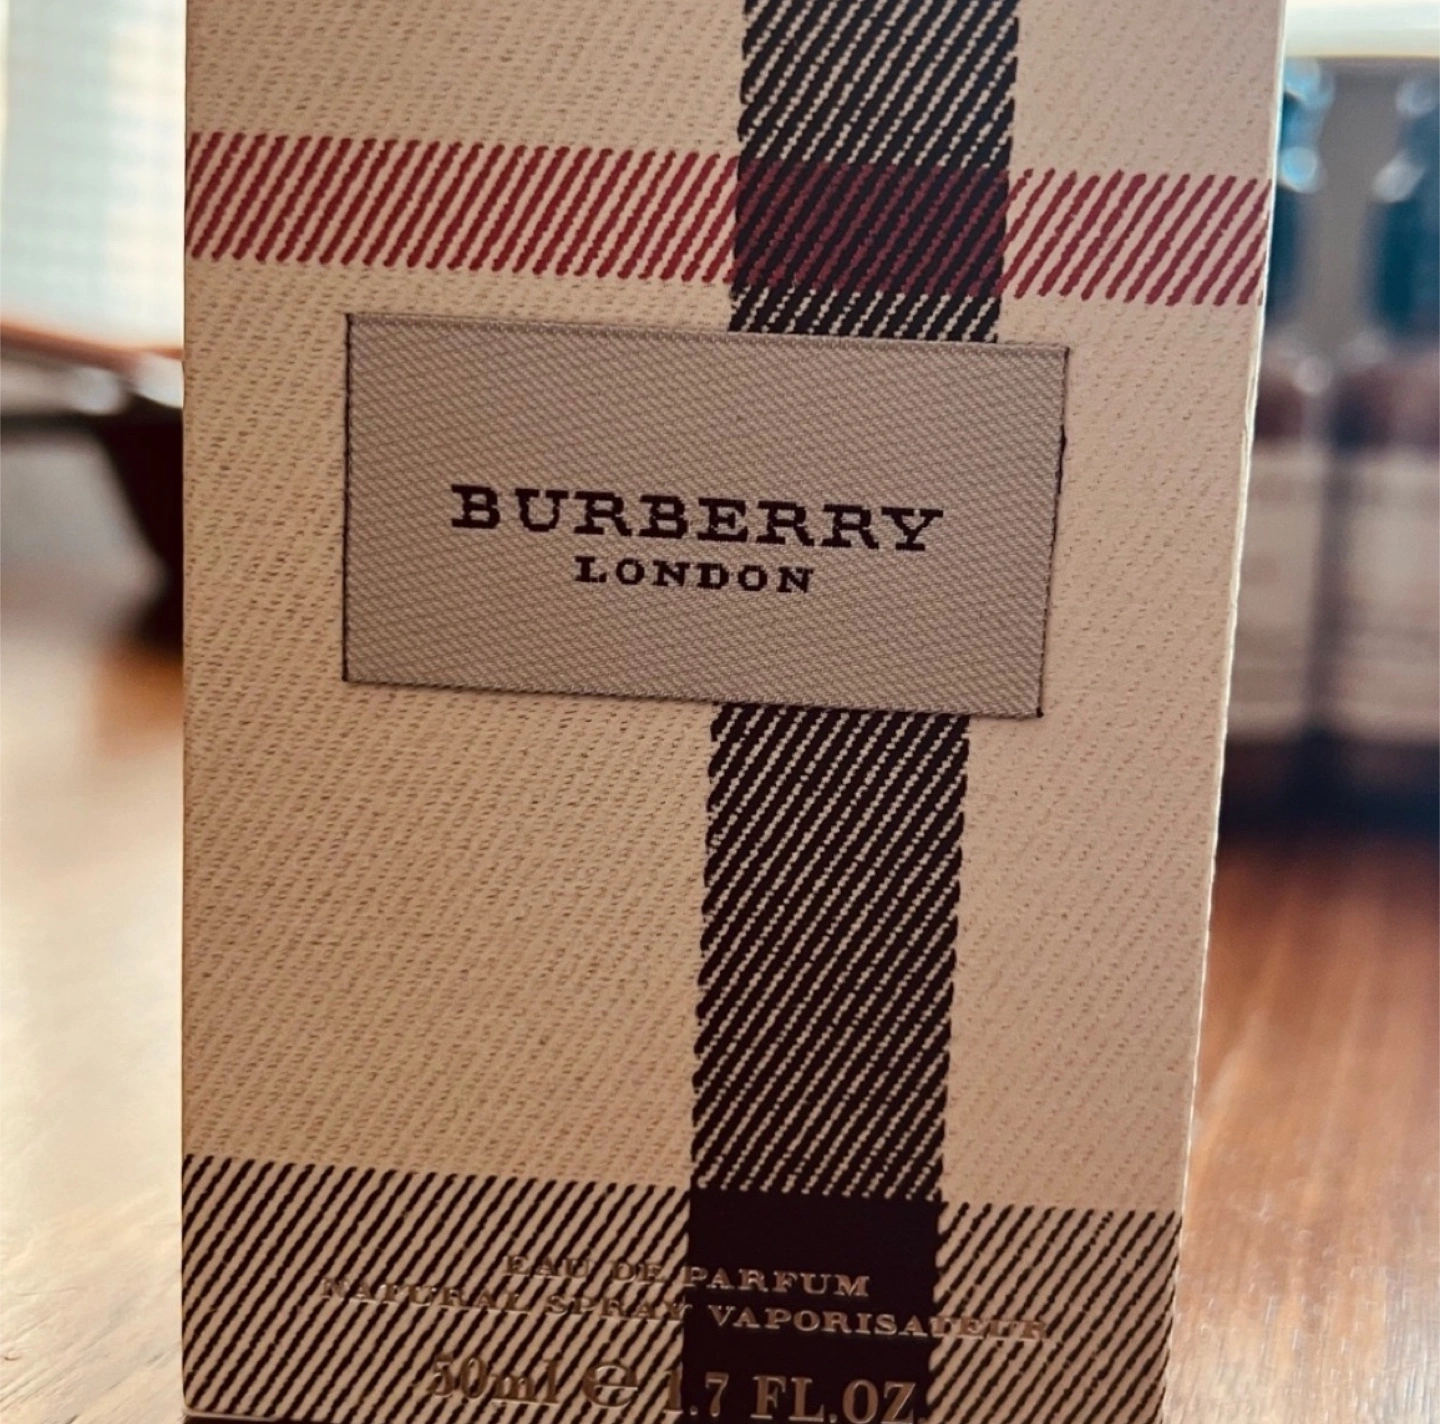 BURBERRY
LONDON
EAU DE PARFUM
NATURAL SPRAY VAPORISATEUR
50ml ℮ 1.7 FL.OZ